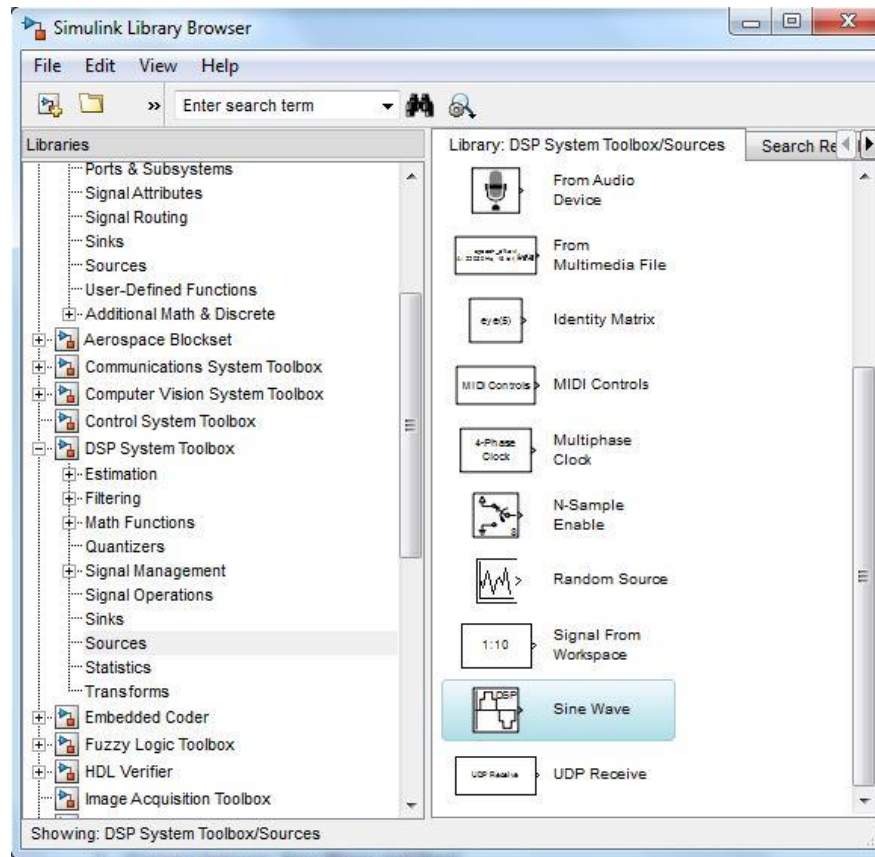 Simulink Library Browser
File Edit View Help
» Enter search term
Libraries
Ports & Subsystems
Signal Attributes
Signal Routing
Sinks
Sources
User-Defined Functions
Additional Math & Discrete
Aerospace Blockset
Communications System Toolbox
Computer Vision System Toolbox
Control System Toolbox
DSP System Toolbox
Estimation
Filtering
Math Functions
Quantizers
Signal Management
Signal Operations
Sinks
Sources
Statistics
Transforms
Embedded Coder
Fuzzy Logic Toolbox
HDL Verifier
Image Acquisition Toolbox
Library: DSP System Toolbox/Sources
Search Re
From Audio
Device
From
Multimedia File
eye(5)
Identity Matrix
MIDI Controls
MIDI Controls
4-Phase
Clock
Multiphase
Clock
N-Sample
Enable
Random Source
1:10
Signal From
Workspace
DSP
Sine Wave
UDP Receive
UDP Receive
Showing: DSP System Toolbox/Sources